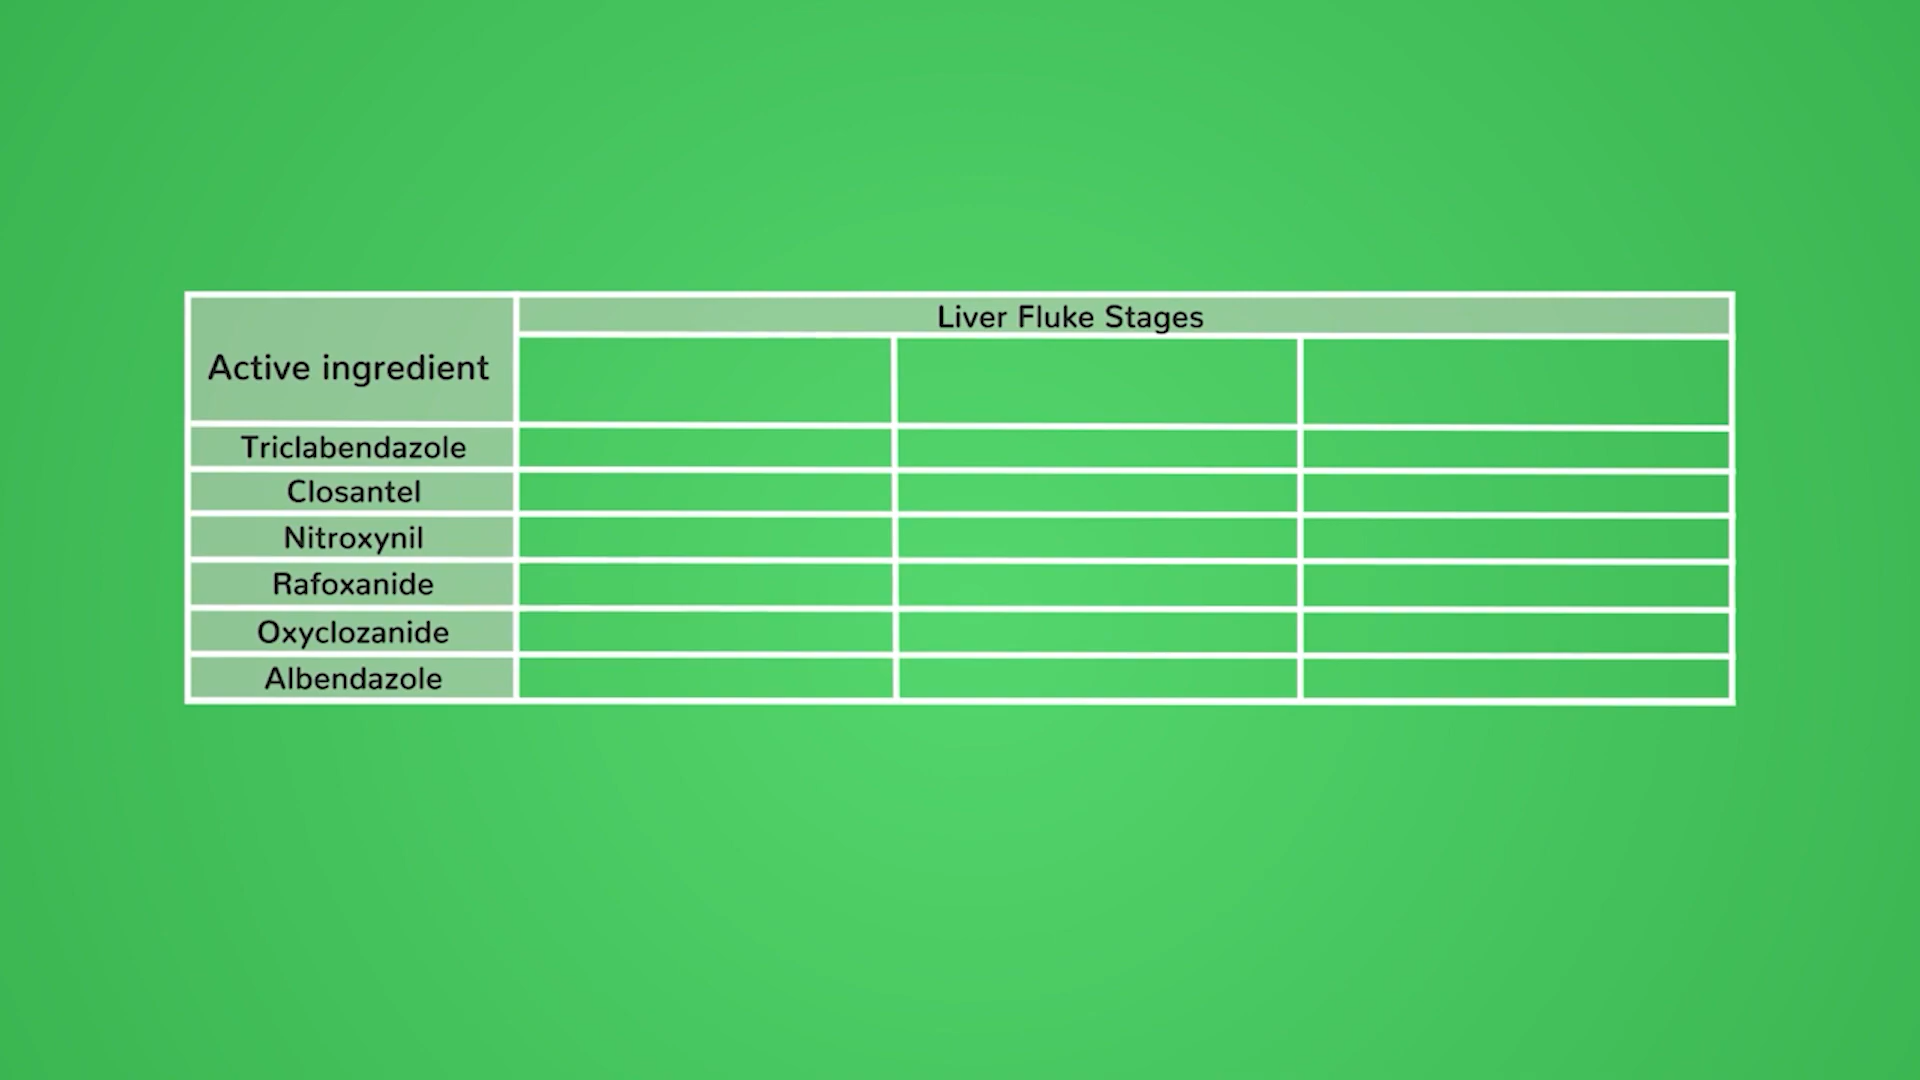 Liver Fluke Stages
Active ingredient
Triclabendazole
Closantel
Nitroxynil
Rafoxanide
Oxyclozanide
Albendazole